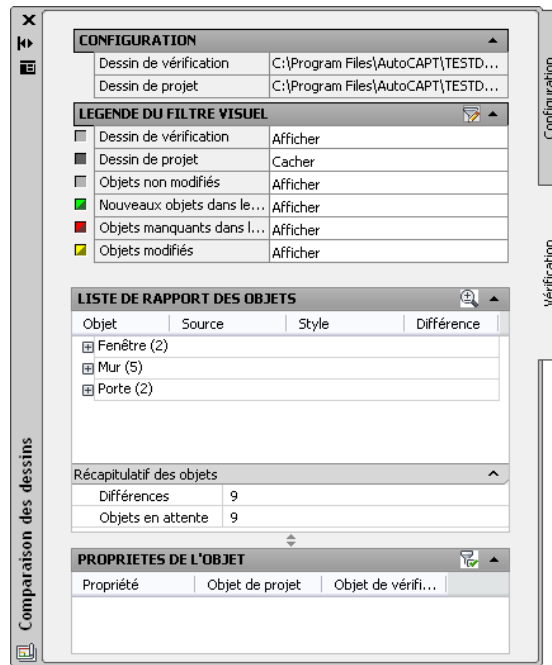 CONFIGURATION
Dessin de vérification C:\Program Files\AutoCAPT\TESTD...
Dessin de projet C:\Program Files\AutoCAPT\TESTD...
LEGENDE DU FILTRE VISUEL
Dessin de vérification Afficher
Dessin de projet Cacher
Objets non modifiés Afficher
Nouveaux objets dans le... Afficher
Objets manquants dans l... Afficher
Objets modifiés Afficher
LISTE DE RAPPORT DES OBJETS
Objet Source Style Différence
Fenêtre (2)
Mur (5)
Porte (2)
Récapitulatif des objets
Différences 9
Objets en attente 9
PROPRIETES DE L'OBJET
Propriété Objet de projet Objet de vérifi...
Comparaison des dessins
Configuration
Vérification